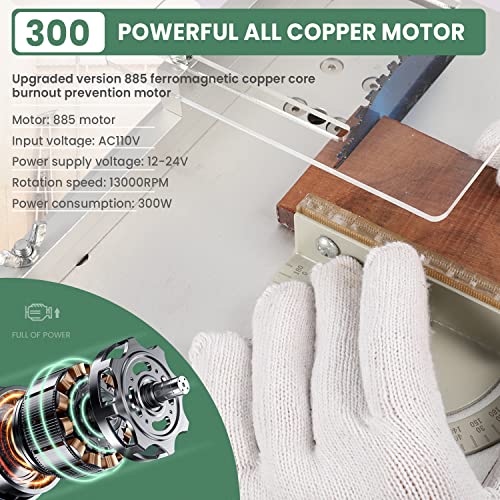 300 POWERFUL ALL COPPER MOTOR
Upgraded version 885 ferromagnetic copper core
burnout prevention motor
Motor: 885 motor
Input voltage: AC110V
Power supply voltage: 12-24V
Rotation speed: 13000RPM
Power consumption: 300W
FULL OF POWER